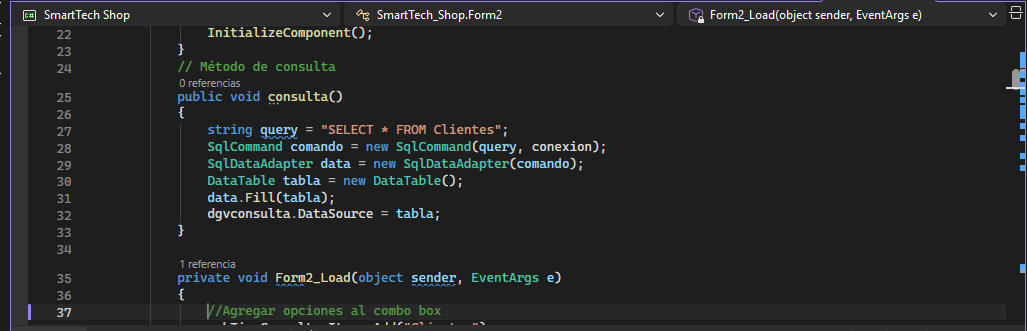 SmartTech Shop SmartTech_Shop.Form2 Form2_Load(object sender, EventArgs e)
22 InitializeComponent();
23 }
24 // Método de consulta
0 referencias
25 public void consulta()
26 {
27 string query = "SELECT * FROM Clientes";
28 SqlCommand comando = new SqlCommand(query, conexion);
29 SqlDataAdapter data = new SqlDataAdapter(comando);
30 DataTable tabla = new DataTable();
31 data.Fill(tabla);
32 dgvconsulta.DataSource = tabla;
33 }
34
1 referencia
35 private void Form2_Load(object sender, EventArgs e)
36 {
37 //Agregar opciones al combo box